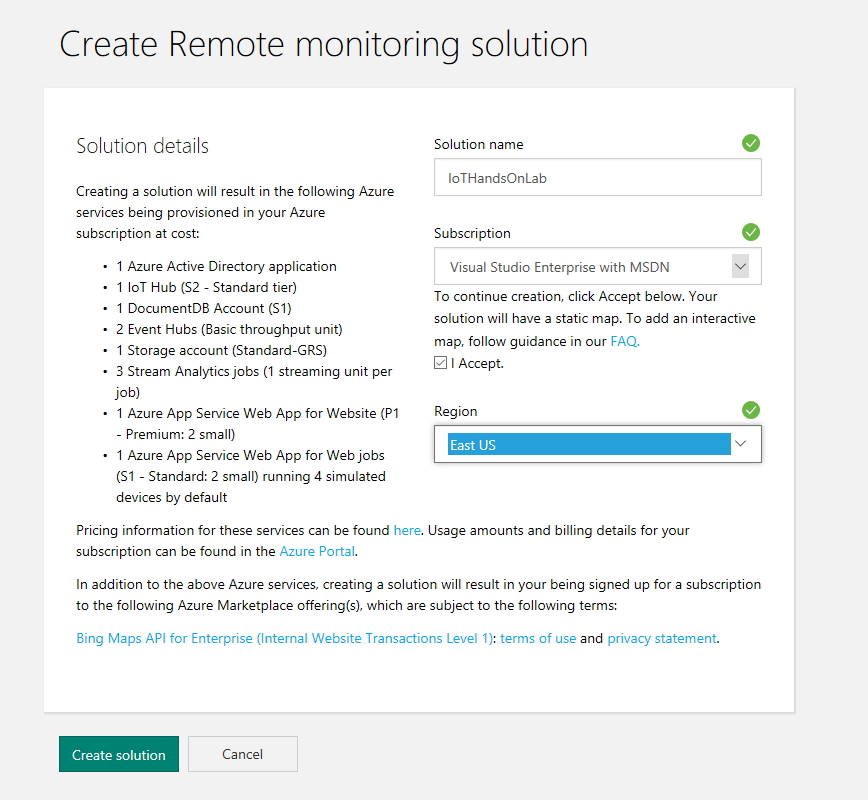 Create Remote monitoring solution
Solution details
Creating a solution will result in the following Azure
services being provisioned in your Azure
subscription at cost:
• 1 Azure Active Directory application
• 1 IoT Hub (S2 - Standard tier)
• 1 DocumentDB Account (S1)
• 2 Event Hubs (Basic throughput unit)
• 1 Storage account (Standard-GRS)
• 3 Stream Analytics jobs (1 streaming unit per
job)
• 1 Azure App Service Web App for Website (P1
- Premium: 2 small)
• 1 Azure App Service Web App for Web jobs
(S1 - Standard: 2 small) running 4 simulated
devices by default
Solution name
IoTHandsOnLab
Subscription
Visual Studio Enterprise with MSDN
To continue creation, click Accept below. Your
solution will have a static map. To add an interactive
map, follow guidance in our FAQ.
I Accept.
Region
East US
Pricing information for these services can be found here. Usage amounts and billing details for your
subscription can be found in the Azure Portal.
In addition to the above Azure services, creating a solution will result in your being signed up for a subscription
to the following Azure Marketplace offering(s), which are subject to the following terms:
Bing Maps API for Enterprise (Internal Website Transactions Level 1): terms of use and privacy statement.
Create solution
Cancel